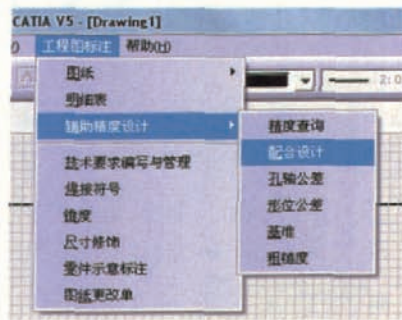 CATIA V5 - [Drawing1]
工程图标注 帮助(H)
图纸
明细表
辅助精度设计
技术要求编写与管理
焊接符号
锥度
尺寸修饰
零件示意标注
图纸更改单
精度查询
配合设计
孔轴公差
形位公差
基准
粗糙度